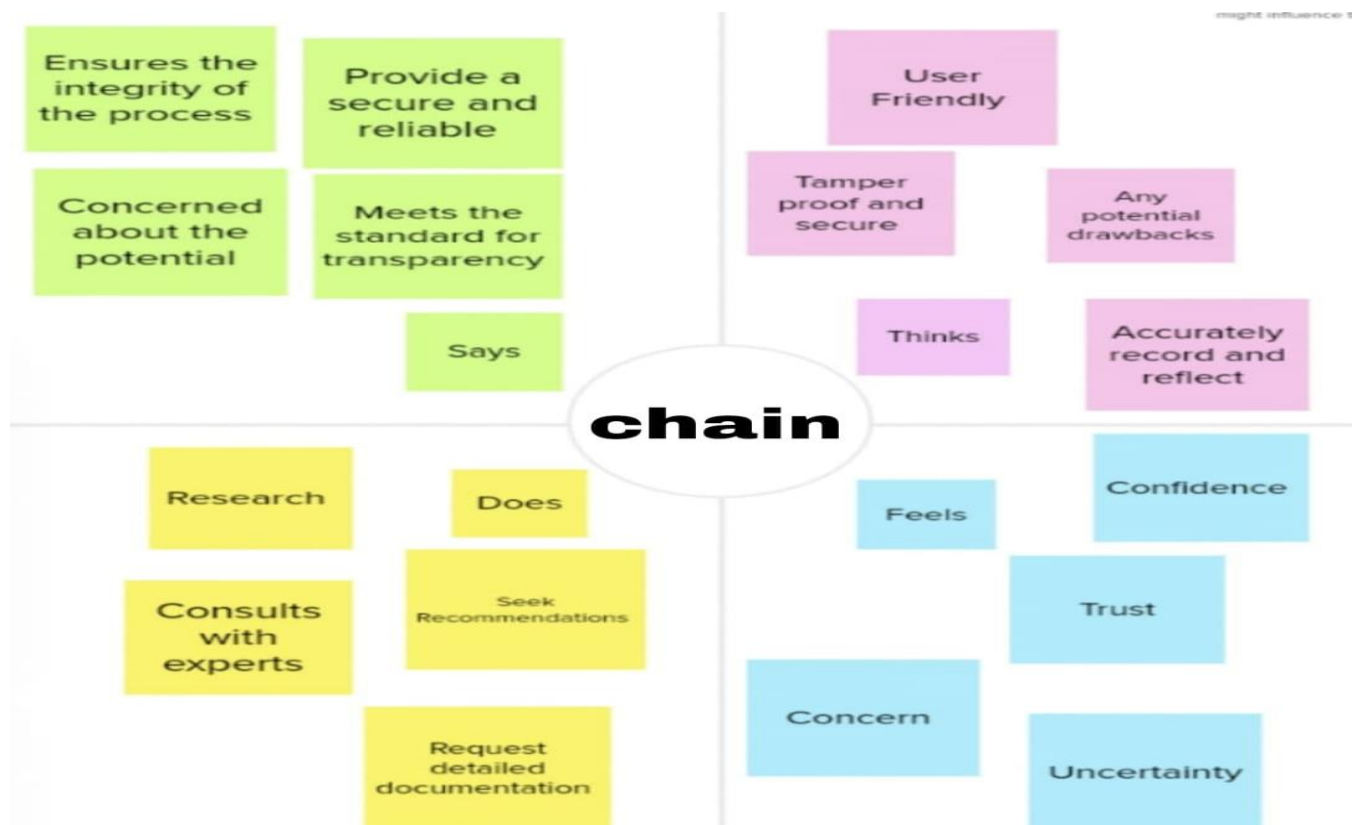 might influence t
Ensures the
integrity of
the process
Provide a
secure and
reliable
Concerned
about the
potential
Meets the
standard for
transparency
Says
User
Friendly
Tamper
proof and
secure
Any
potential
drawbacks
Thinks
Accurately
record and
reflect
chain
Research
Does
Consults
with
experts
Seek
Recommendations
Request
detailed
documentation
Feels
Confidence
Trust
Concern
Uncertainty